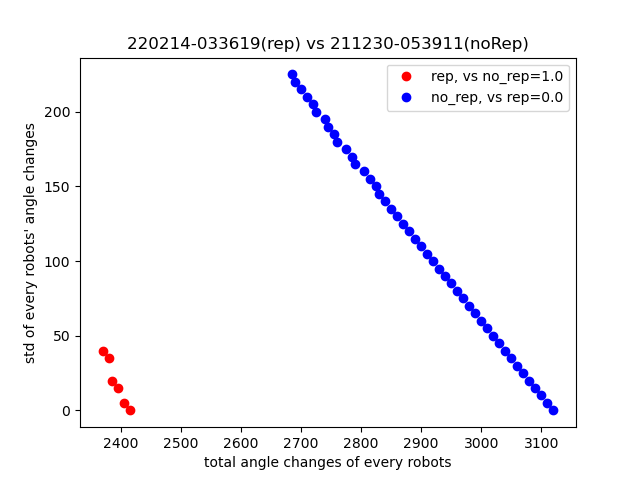 220214-033619(rep) vs 211230-053911(noRep)
rep, vs no_rep=1.0
no_rep, vs rep=0.0
std of every robots' angle changes
200
150
100
50
0
2400 2500 2600 2700 2800 2900 3000 3100
total angle changes of every robots